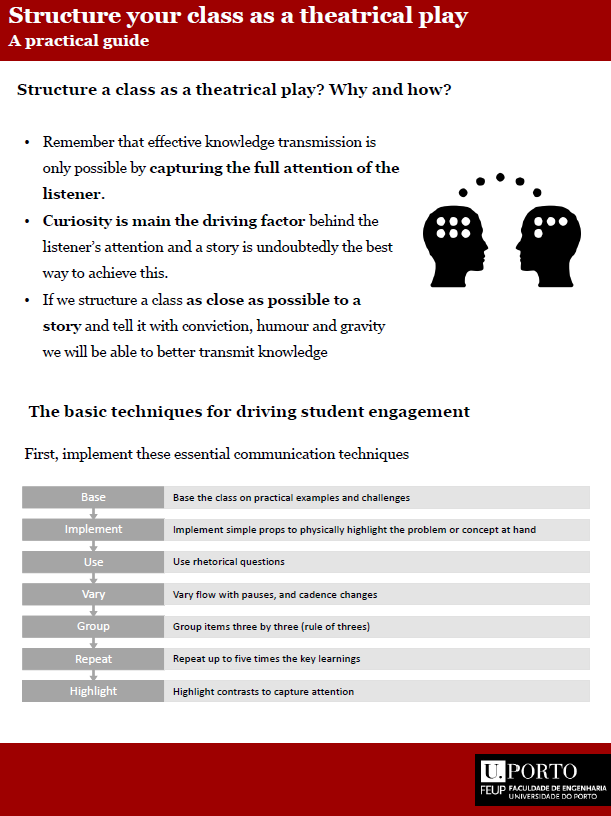 Structure your class as a theatrical play
A practical guide
Structure a class as a theatrical play? Why and how?
• Remember that effective knowledge transmission is
only possible by capturing the full attention of the
listener.
• Curiosity is main the driving factor behind the
listener's attention and a story is undoubtedly the best
way to achieve this.
• If we structure a class as close as possible to a
story and tell it with conviction, humour and gravity
we will be able to better transmit knowledge
The basic techniques for driving student engagement
First, implement these essential communication techniques
Base Base the class on practical examples and challenges
Implement Implement simple props to physically highlight the problem or concept at hand
Use Use rhetorical questions
Vary Vary flow with pauses, and cadence changes
Group Group items three by three (rule of threes)
Repeat Repeat up to five times the key learnings
Highlight Highlight contrasts to capture attention
U. PORTO
FEUP FACULDADE DE ENGENHARIA
UNIVERSIDADE DO PORTO